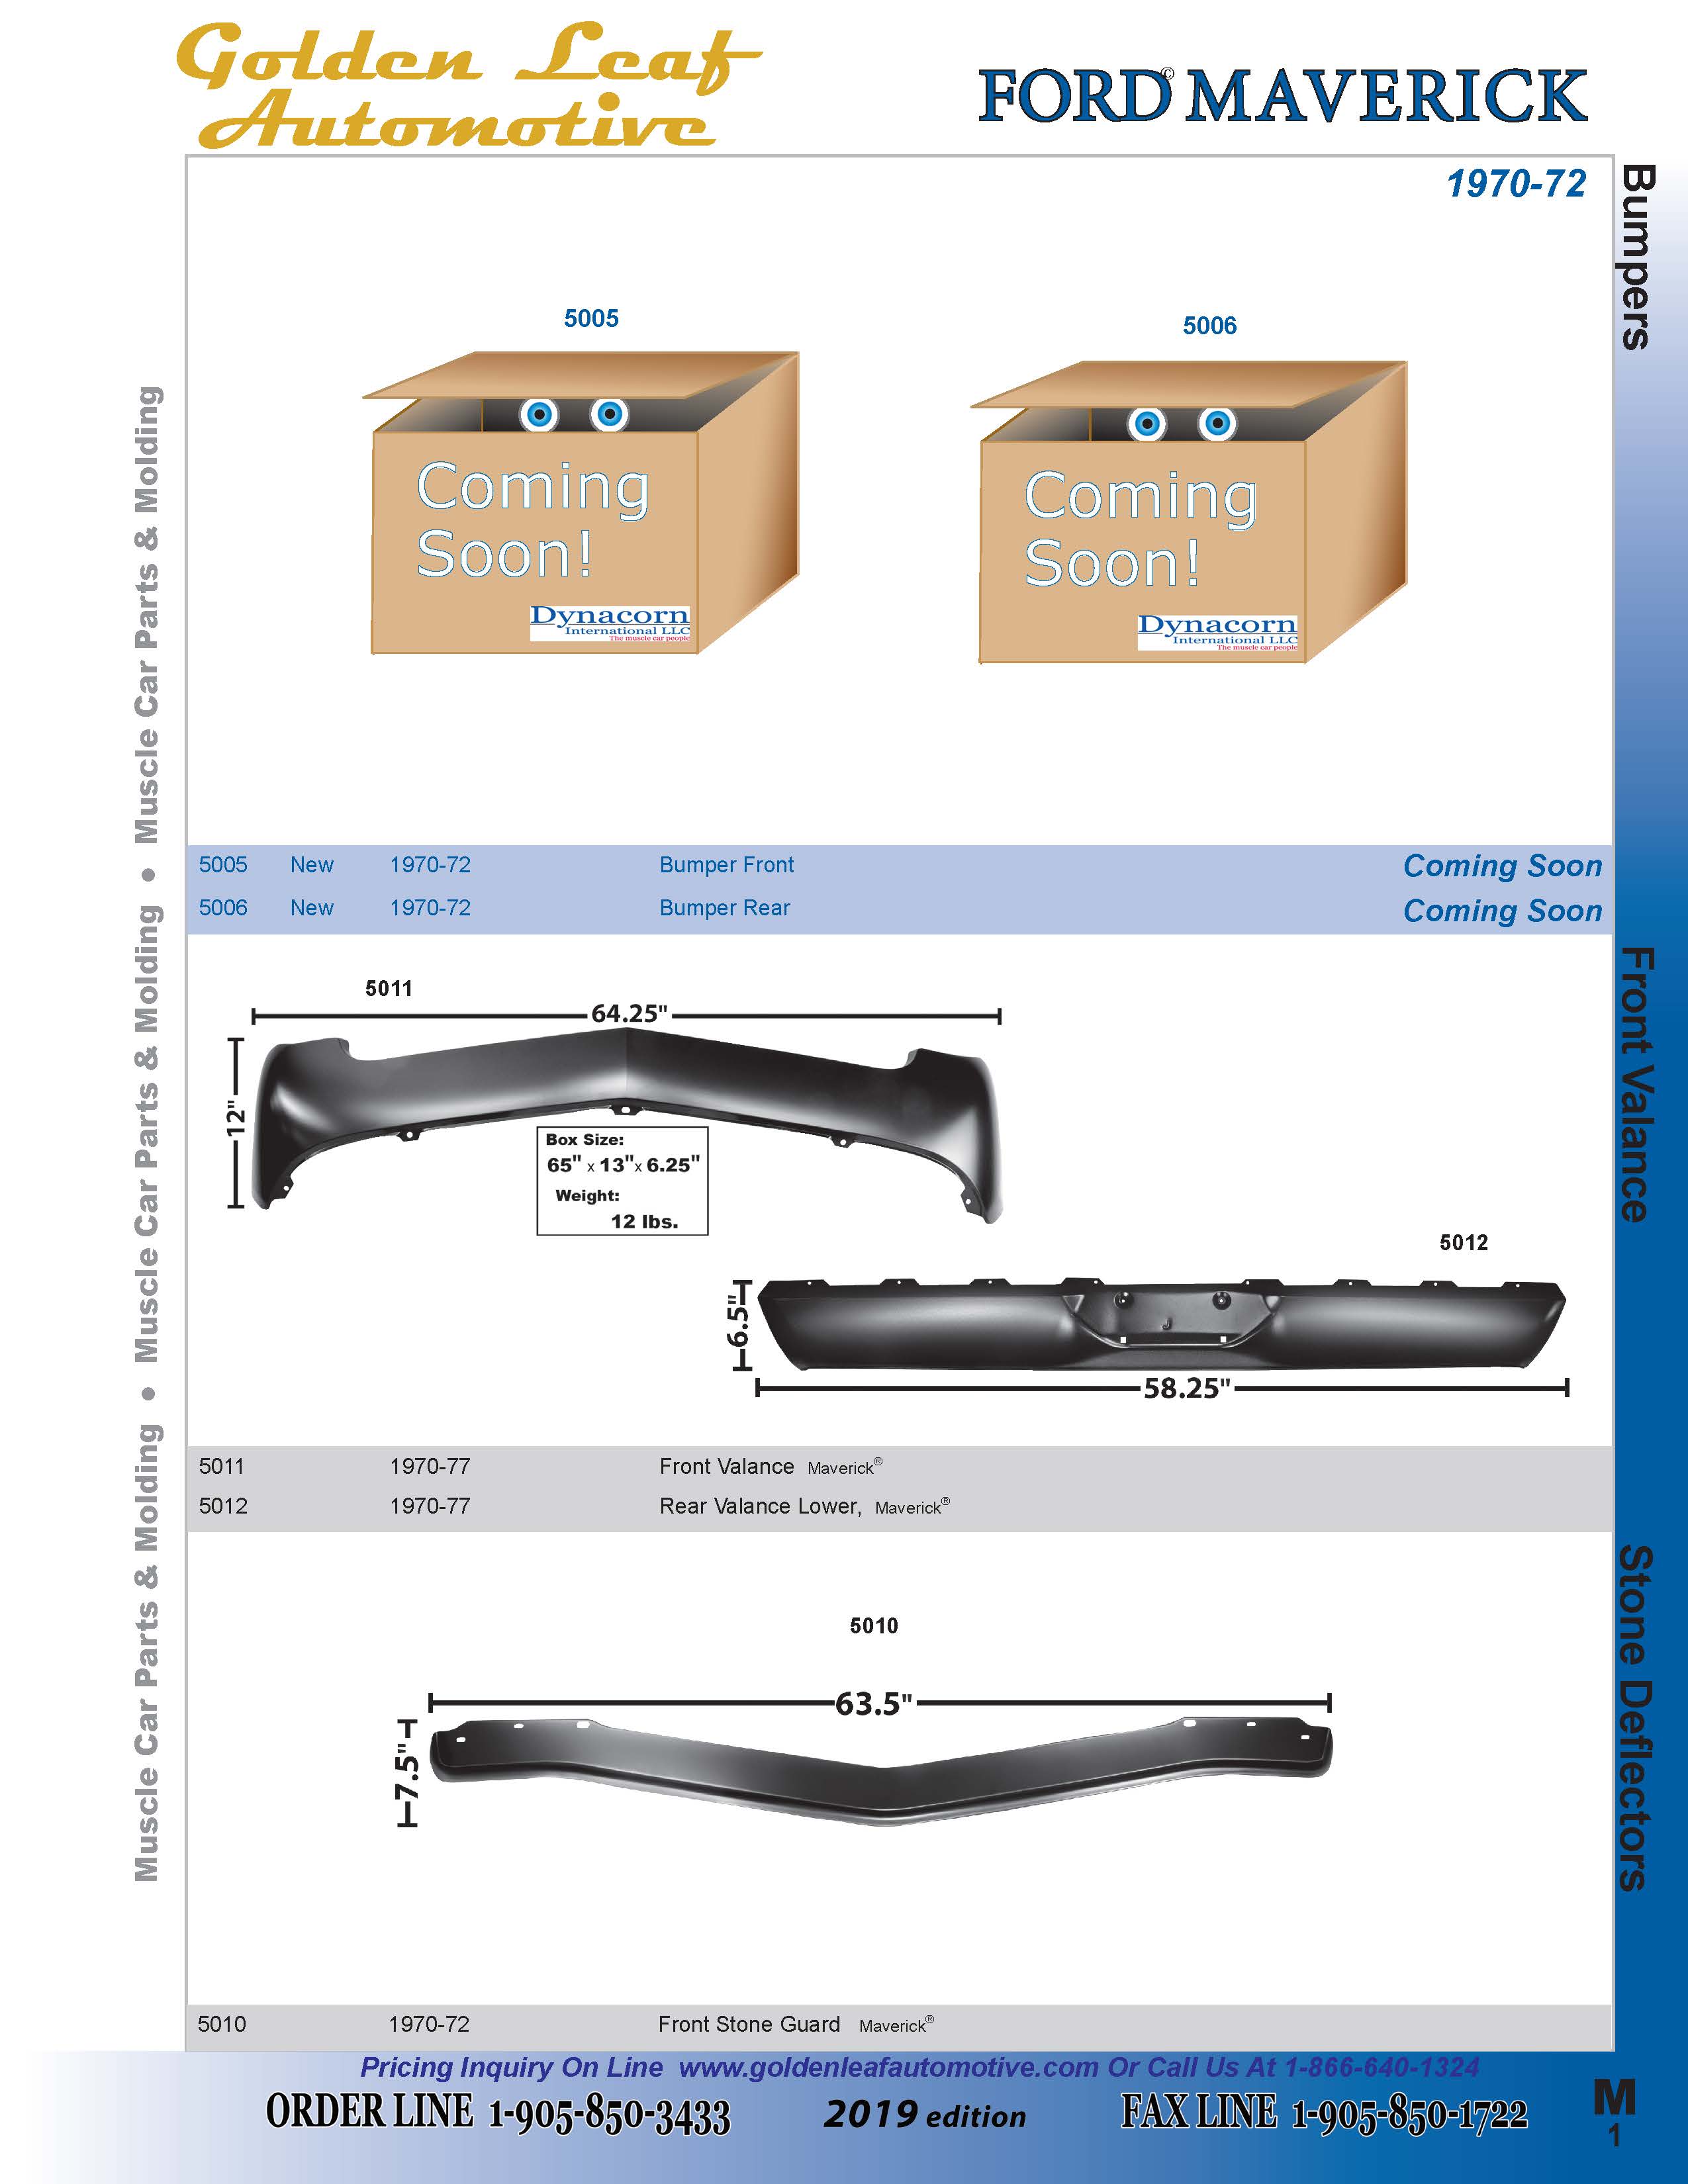 Golden Leaf
Automotive
FORD© MAVERICK
1970-72
Bumpers
5005
5006
Coming
Soon!
Dynacorn
International LLC
The muscle car people
Coming
Soon!
Dynacorn
International LLC
The muscle car people
5005 New 1970-72 Bumper Front Coming Soon
5006 New 1970-72 Bumper Rear Coming Soon
Front Valance
5011
64.25"
12"
Box Size:
65" x 13"x 6.25"
Weight:
12 lbs.
5012
6.5"
58.25"
5011 1970-77 Front Valance Maverick®
5012 1970-77 Rear Valance Lower, Maverick®
Stone Deflectors
5010
63.5"
7.5"
5010 1970-72 Front Stone Guard Maverick®
Muscle Car Parts & Molding • Muscle Car Parts & Molding • Muscle Car Parts & Molding
Pricing Inquiry On Line www.goldenleafautomotive.com Or Call Us At 1-866-640-1324
ORDER LINE 1-905-850-3433 2019 edition FAX LINE 1-905-850-1722
M
1